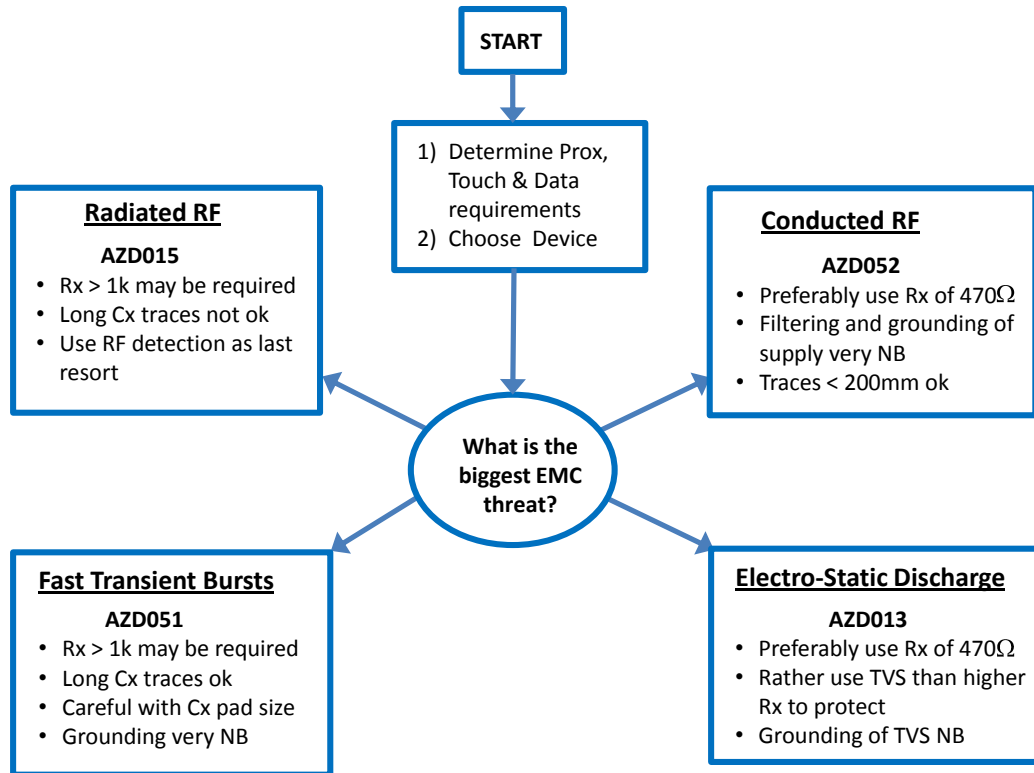 START
1) Determine Prox,
Touch & Data
requirements
2) Choose Device
Radiated RF
AZD015
• Rx > 1k may be required
• Long Cx traces not ok
• Use RF detection as last
resort
Conducted RF
AZD052
• Preferably use Rx of 470Ω
• Filtering and grounding of
supply very NB
• Traces < 200mm ok
What is the
biggest EMC
threat?
Fast Transient Bursts
AZD051
• Rx > 1k may be required
• Long Cx traces ok
• Careful with Cx pad size
• Grounding very NB
Electro-Static Discharge
AZD013
• Preferably use Rx of 470Ω
• Rather use TVS than higher
Rx to protect
• Grounding of TVS NB